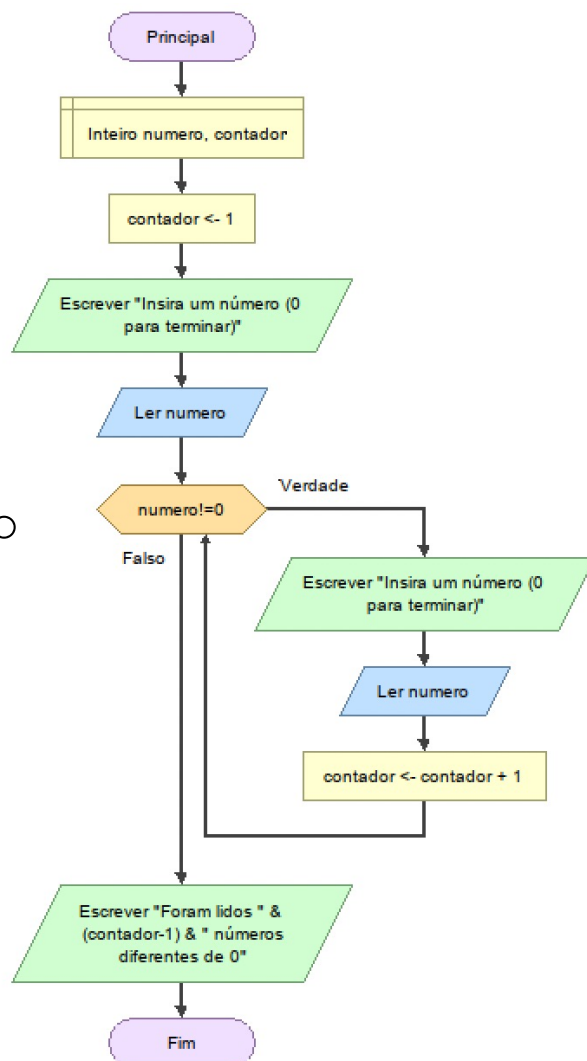 Principal
Inteiro numero, contador
contador <- 1
Escrever "Insira um número (0
para terminar)"
Ler numero
numero!=0
Verdade
Falso
Escrever "Insira um número (0
para terminar)"
Ler numero
contador <- contador + 1
Escrever "Foram lidos " &
(contador-1) & " números
diferentes de 0"
Fim